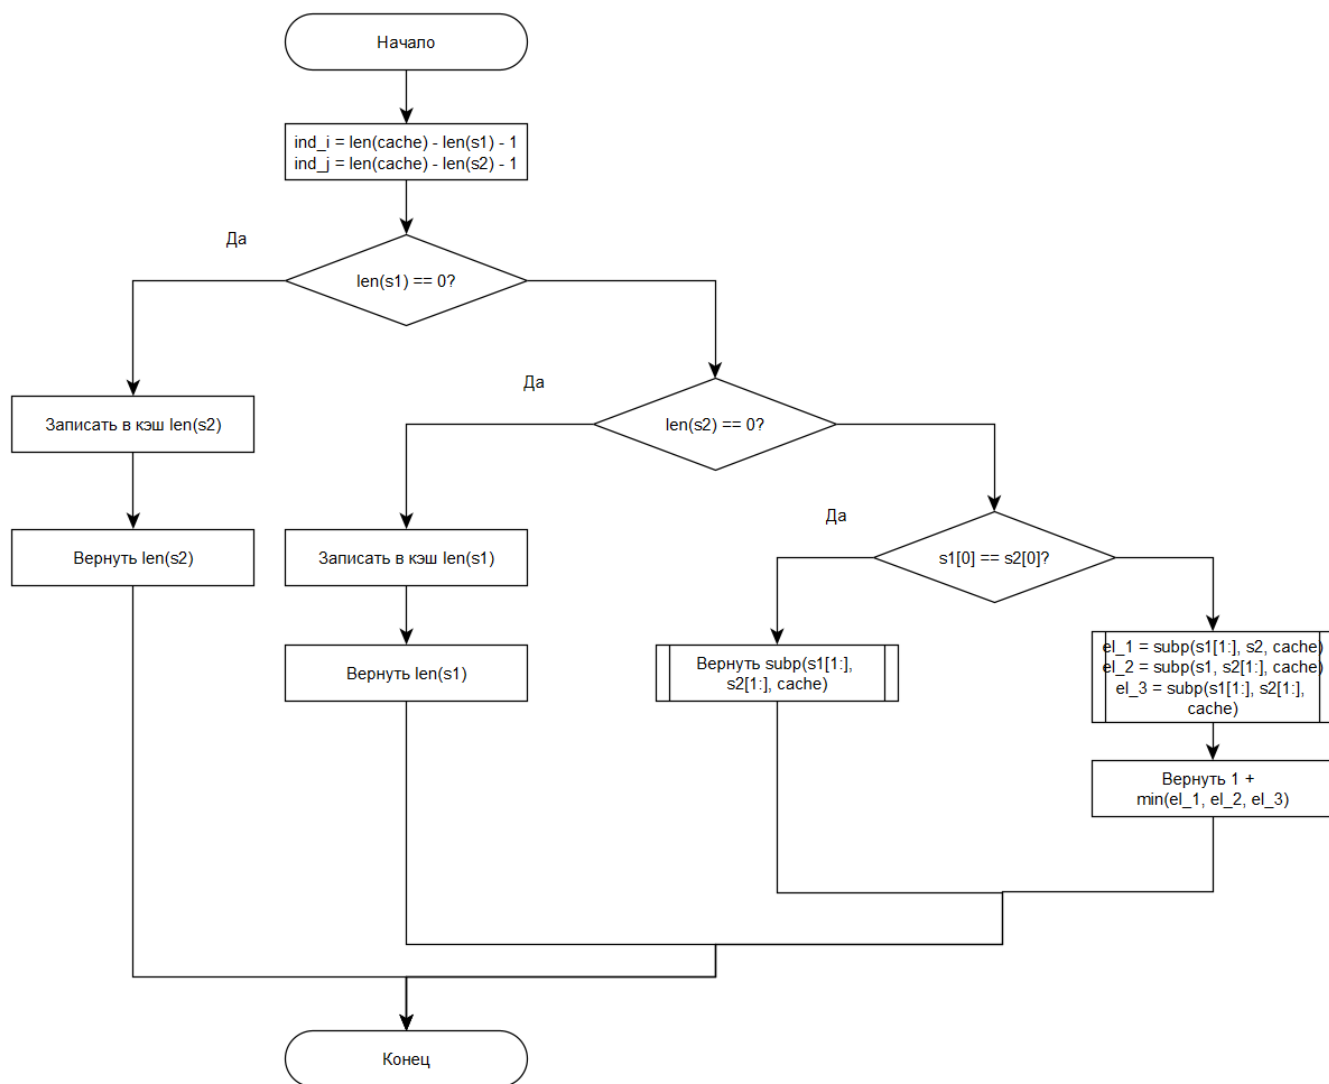 Начало
ind_i = len(cache) - len(s1) - 1
ind_j = len(cache) - len(s2) - 1
Да
len(s1) == 0?
Да
len(s2) == 0?
Записать в кэш len(s2)
Да
Вернуть len(s2)
Записать в кэш len(s1)
s1[0] == s2[0]?
Вернуть len(s1)
Вернуть subp(s1[1:],
s2[1:], cache)
el_1 = subp(s1[1:], s2, cache)
el_2 = subp(s1, s2[1:], cache)
el_3 = subp(s1[1:], s2[1:],
cache)
Вернуть 1 +
min(el_1, el_2, el_3)
Конец